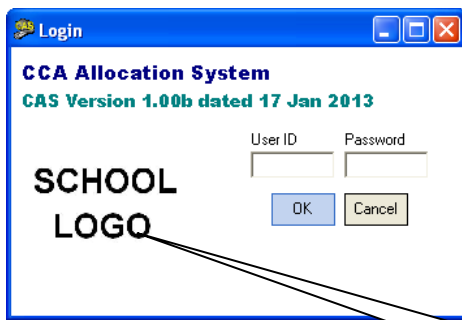 CAS Login
CCA Allocation System
CAS Version 1.00b dated 17 Jan 2013
User ID Password
SCHOOL
LOGO
OK Cancel